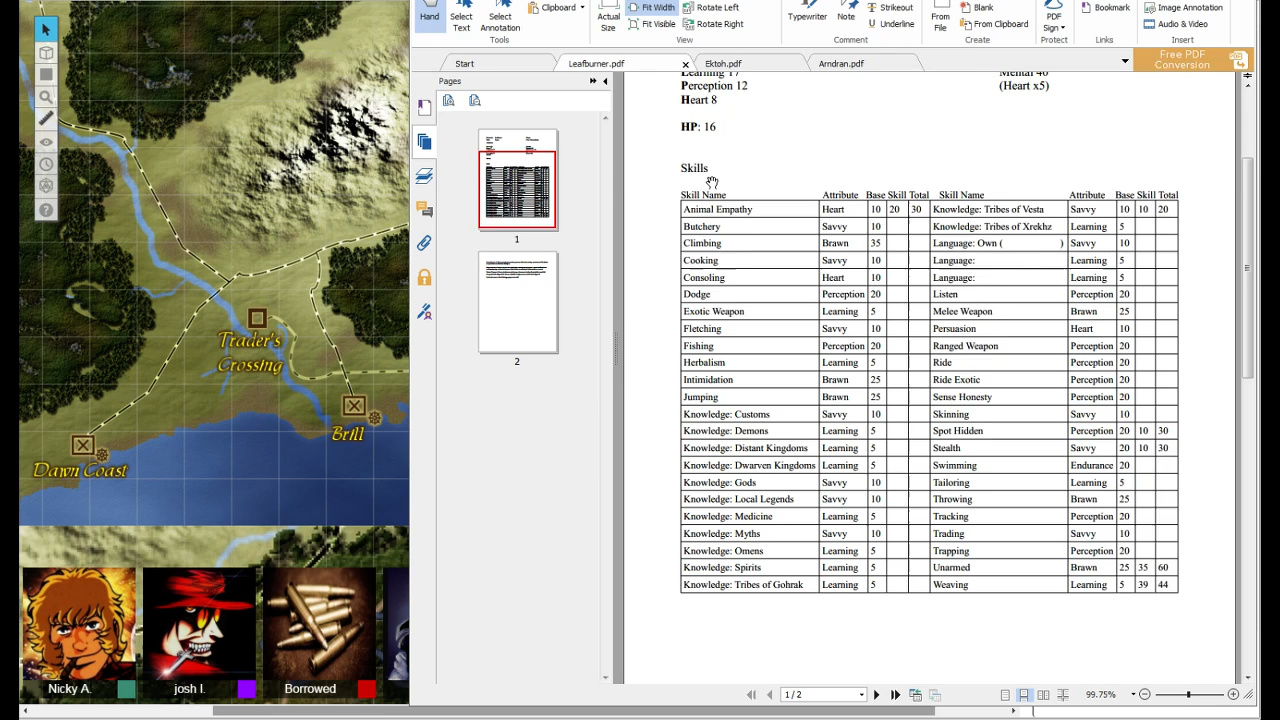 Hand
Select Text
Select Annotation
Clipboard
Tools
Actual Size
Fit Width
Fit Visible
Rotate Left
Rotate Right
View
Typewriter
Note
Strikeout
Underline
Comment
From File
Blank
From Clipboard
Create
PDF Sign
Protect
Bookmark
Links
Image Annotation
Audio & Video
Insert
Start
Leafburner.pdf
Ektoh.pdf
Arndran.pdf
Free PDF Conversion
Pages
1
2
Learning 17 Mental 40
Perception 12 (Heart x5)
Heart 8
HP: 16
Skills
Skill Name Attribute Base Skill Total Skill Name Attribute Base Skill Total
Animal Empathy Heart 10 20 30 Knowledge: Tribes of Vesta Savvy 10 10 20
Butchery Savvy 10 Knowledge: Tribes of Xrekhz Learning 5
Climbing Brawn 35 Language: Own ( ) Savvy 10
Cooking Savvy 10 Language: Learning 5
Consoling Heart 10 Language: Learning 5
Dodge Perception 20 Listen Perception 20
Exotic Weapon Learning 5 Melee Weapon Brawn 25
Fletching Savvy 10 Persuasion Heart 10
Fishing Perception 20 Ranged Weapon Perception 20
Herbalism Learning 5 Ride Perception 20
Intimidation Brawn 25 Ride Exotic Perception 20
Jumping Brawn 25 Sense Honesty Perception 20
Knowledge: Customs Savvy 10 Skinning Savvy 10
Knowledge: Demons Learning 5 Spot Hidden Perception 20 10 30
Knowledge: Distant Kingdoms Learning 5 Stealth Savvy 20 10 30
Knowledge: Dwarven Kingdoms Learning 5 Swimming Endurance 20
Knowledge: Gods Savvy 10 Tailoring Learning 5
Knowledge: Local Legends Savvy 10 Throwing Brawn 25
Knowledge: Medicine Learning 5 Tracking Perception 20
Knowledge: Myths Savvy 10 Trading Savvy 10
Knowledge: Omens Learning 5 Trapping Perception 20
Knowledge: Spirits Learning 5 Unarmed Brawn 25 35 60
Knowledge: Tribes of Gohrak Learning 5 Weaving Learning 5 39 44
1 / 2
99.75%
Trader's
Crossing
Brill
Dawn Coast
Nicky A.
josh I.
Borrowed